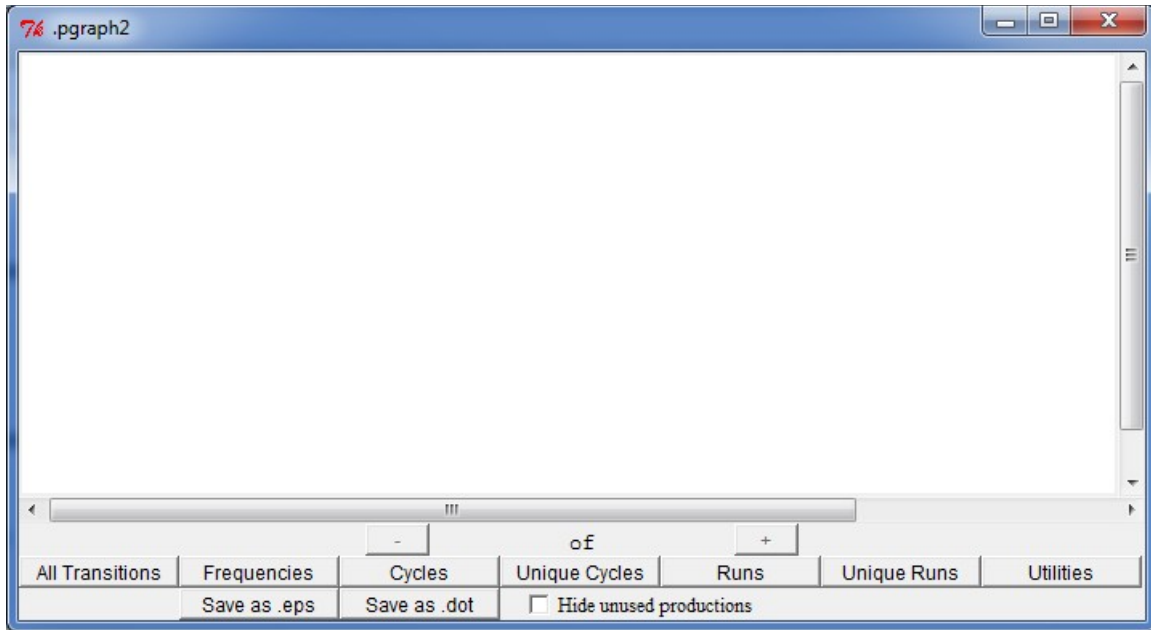 .pgraph2
- of +
All Transitions Frequencies Cycles Unique Cycles Runs Unique Runs Utilities
Save as .eps Save as .dot Hide unused productions